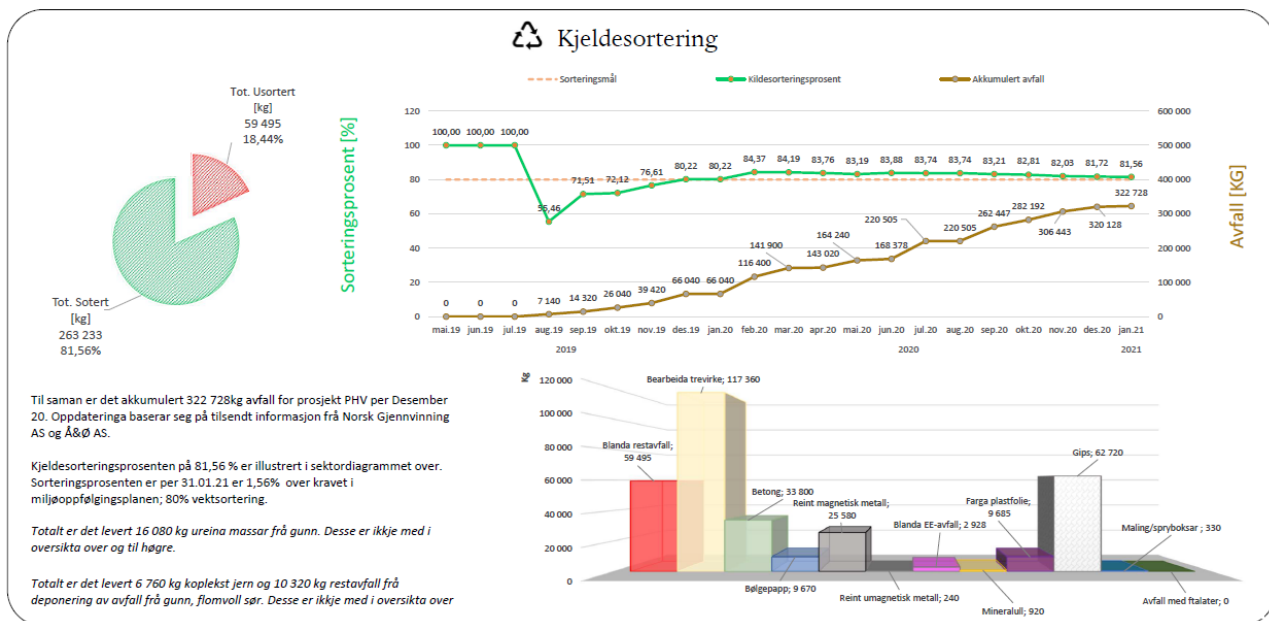 Kjeldesortering
Sorteringsmål
Kildesorteringsprosent
Akkumulert avfall
Tot. Usortert
[kg]
59 495
18,44%
Tot. Sotert
[kg]
263 233
81,56%
Sorteringsprosent [%]
120
100
80
60
40
20
0
100,00 100,00 100,00 55,46 71,51 72,12 76,61 80,22 80,22 84,37 84,19 83,76 83,19 83,88 83,74 83,74 83,21 82,81 82,03 81,72 81,56
0 0 0 7 140 14 320 26 040 39 420 66 040 66 040 116 400 141 900 143 020 164 240 168 378 220 505 220 505 262 447 282 192 306 443 320 128 322 728
600 000
500 000
400 000
300 000
200 000
100 000
0
Avfall [KG]
mai.19 jun.19 jul.19 aug.19 sep.19 okt.19 nov.19 des.19 jan.20 feb.20 mar.20 apr.20 mai.20 jun.20 jul.20 aug.20 sep.20 okt.20 nov.20 des.20 jan.21
2019 2020 2021
Til saman er det akkumulert 322 728kg avfall for prosjekt PHV per Desember
20. Oppdateringa baserar seg på tilsendt informasjon frå Norsk Gjennvinning
AS og Å&Ø AS.
Kjeldesorteringsprosenten på 81,56 % er illustrert i sektordiagrammet over.
Sorteringsprosenten er per 31.01.21 er 1,56% over kravet i
miljøoppfølgingsplanen; 80% vektsortering.
Totalt er det levert 16 080 kg ureina massar frå gunn. Desse er ikkje med i
oversikta over og til høgre.
Totalt er det levert 6 760 kg koplekst jern og 10 320 kg restavfall frå
deponering av avfall frå gunn, flomvoll sør. Desse er ikkje med i oversikta over
Kg
120 000
100 000
80 000
60 000
40 000
20 000
0
Blanda restavfall;
59 495
Bearbeida trevirke; 117 360
Betong; 33 800
Bølgepapp; 9 670
Reint magnetisk metall;
25 580
Reint umagnetisk metall; 240
Blanda EE-avfall; 2 928
Mineralull; 920
Farga plastfolie;
9 685
Gips; 62 720
Maling/spryboksar ; 330
Avfall med ftalater; 0